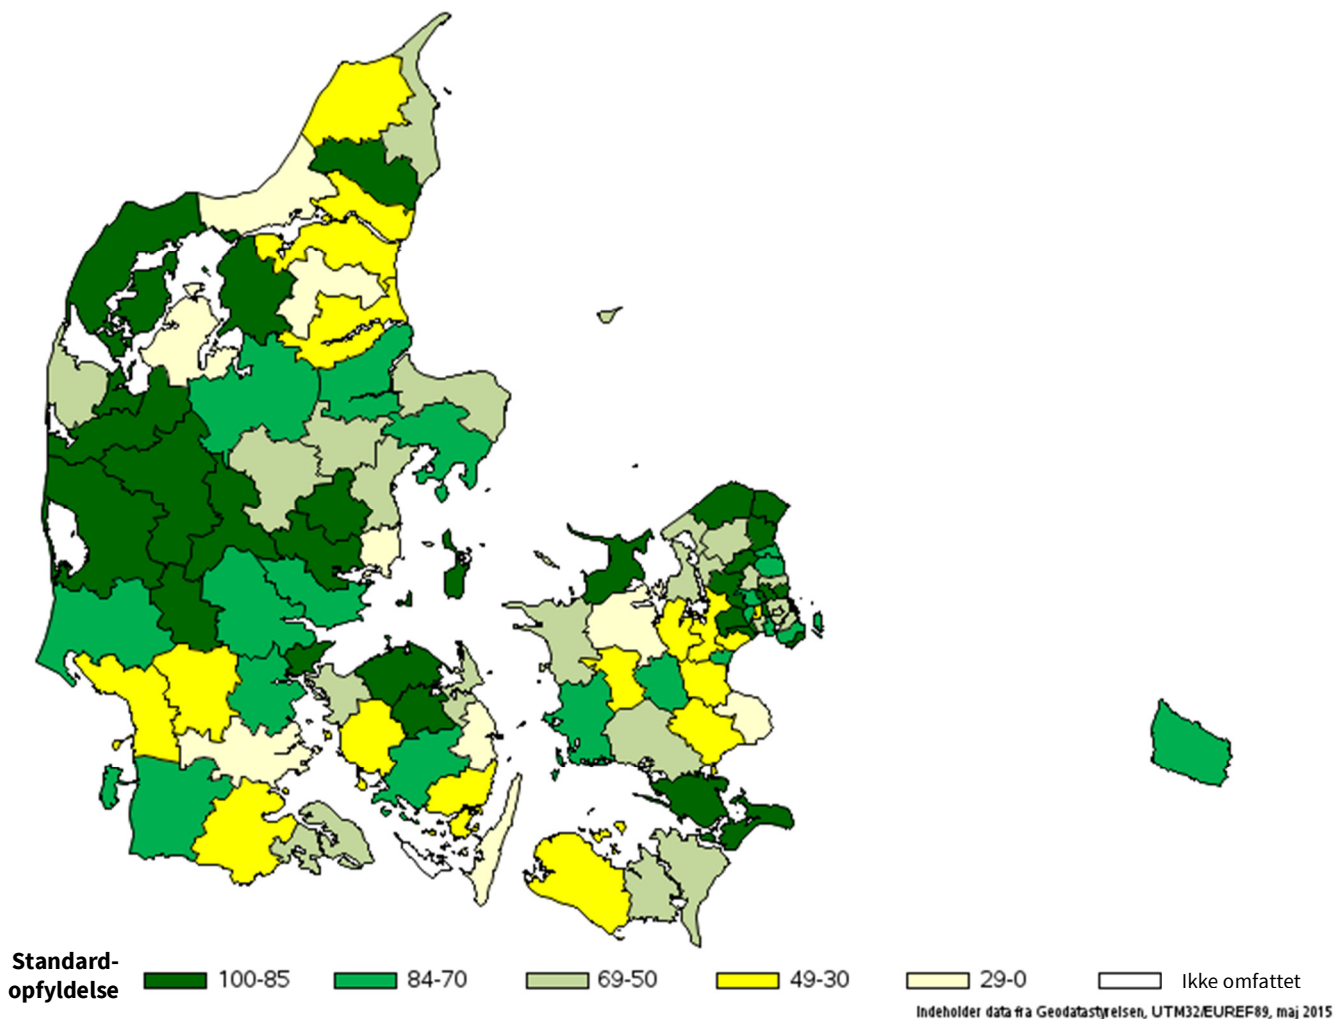 Standard-
opfyldelse
100-85
84-70
69-50
49-30
29-0
Ikke omfattet
Indeholder data fra Geodatastyrelsen, UTM32/EUREF89, maj 2015